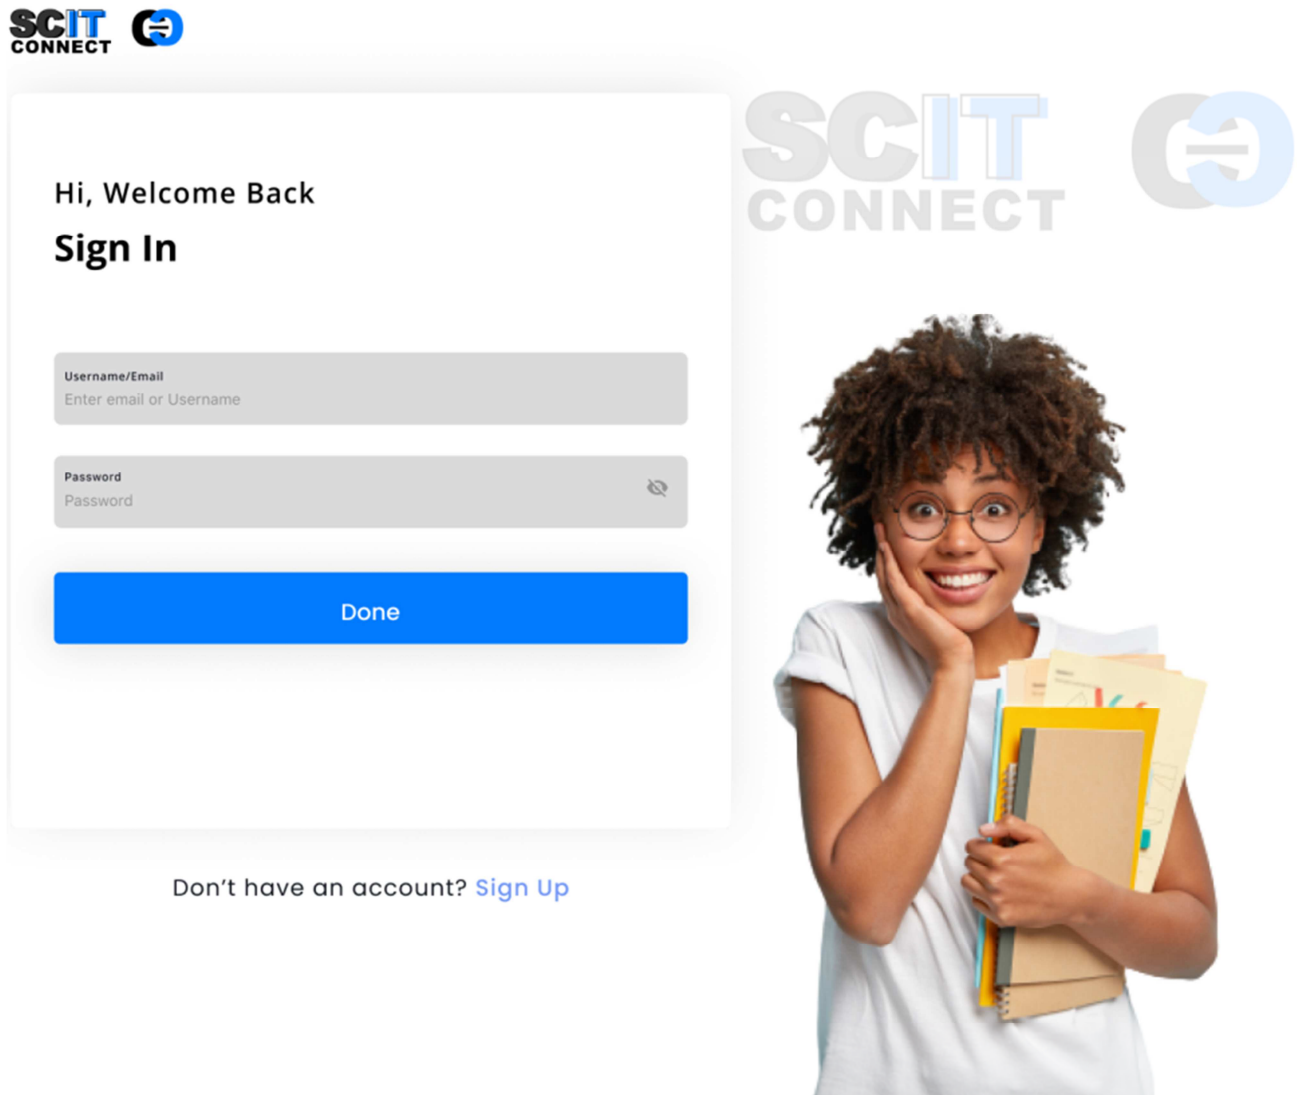 SCIT
CONNECT
Hi, Welcome Back
Sign In
Username/Email
Enter email or Username
Password
Password
Done
Don’t have an account? Sign Up
SCIT
CONNECT